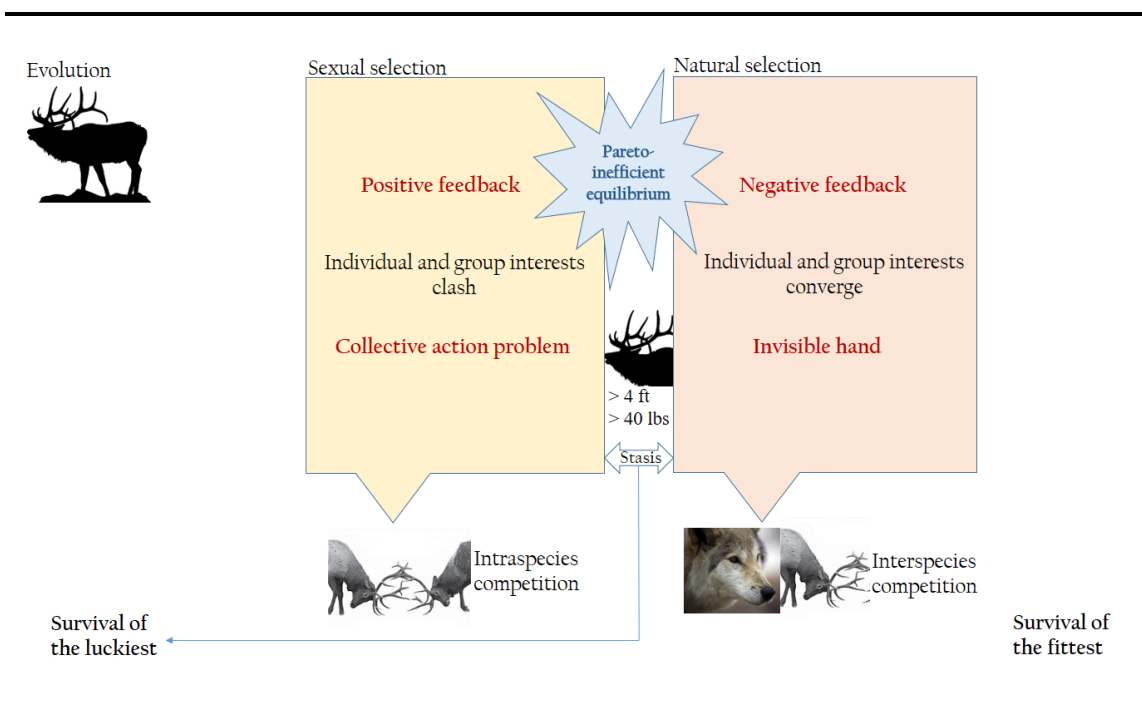 Evolution
Sexual selection
Natural selection
Pareto-
inefficient
equilibrium
Positive feedback
Negative feedback
Individual and group interests
clash
Individual and group interests
converge
Collective action problem
Invisible hand
> 4 ft
> 40 lbs
Stasis
Intraspecies
competition
Interspecies
competition
Survival of
the luckiest
Survival of
the fittest